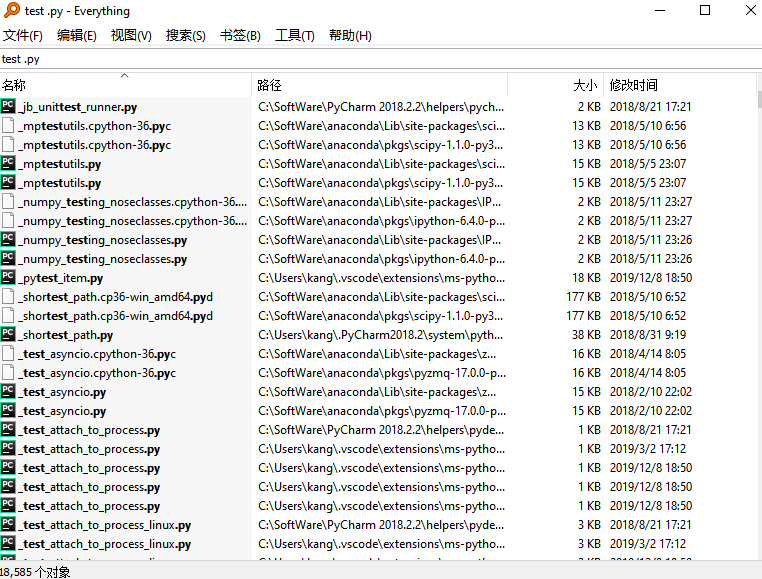 test .py - Everything
文件(F) 编辑(E) 视图(V) 搜索(S) 书签(B) 工具(T) 帮助(H)
test .py
名称 路径 大小 修改时间
_jb_unittest_runner.py C:\SoftWare\PyCharm 2018.2.2\helpers\pych... 2 KB 2018/8/21 17:21
_mptestutils.cpython-36.pyc C:\SoftWare\anaconda\Lib\site-packages\sci... 13 KB 2018/5/10 6:56
_mptestutils.cpython-36.pyc C:\SoftWare\anaconda\pkgs\scipy-1.1.0-py3... 13 KB 2018/5/10 6:56
_mptestutils.py C:\SoftWare\anaconda\Lib\site-packages\sci... 15 KB 2018/5/5 23:07
_mptestutils.py C:\SoftWare\anaconda\pkgs\scipy-1.1.0-py3... 15 KB 2018/5/5 23:07
_numpy_testing_noseclasses.cpython-36.... C:\SoftWare\anaconda\Lib\site-packages\IP... 2 KB 2018/5/11 23:27
_numpy_testing_noseclasses.cpython-36.... C:\SoftWare\anaconda\pkgs\ipython-6.4.0-p... 2 KB 2018/5/11 23:27
_numpy_testing_noseclasses.py C:\SoftWare\anaconda\Lib\site-packages\IP... 2 KB 2018/5/11 23:26
_numpy_testing_noseclasses.py C:\SoftWare\anaconda\pkgs\ipython-6.4.0-p... 2 KB 2018/5/11 23:26
_pytest_item.py C:\Users\kang\.vscode\extensions\ms-pytho... 18 KB 2019/12/8 18:50
_shortest_path.cp36-win_amd64.pyd C:\SoftWare\anaconda\Lib\site-packages\sci... 177 KB 2018/5/10 6:52
_shortest_path.cp36-win_amd64.pyd C:\SoftWare\anaconda\pkgs\scipy-1.1.0-py3... 177 KB 2018/5/10 6:52
_shortest_path.py C:\Users\kang\.PyCharm2018.2\system\pyth... 38 KB 2018/8/31 9:19
_test_asyncio.cpython-36.pyc C:\SoftWare\anaconda\Lib\site-packages\z... 16 KB 2018/4/14 8:05
_test_asyncio.cpython-36.pyc C:\SoftWare\anaconda\pkgs\pyzmq-17.0.0-p... 16 KB 2018/4/14 8:05
_test_asyncio.py C:\SoftWare\anaconda\Lib\site-packages\z... 15 KB 2018/2/10 22:02
_test_asyncio.py C:\SoftWare\anaconda\pkgs\pyzmq-17.0.0-p... 15 KB 2018/2/10 22:02
_test_attach_to_process.py C:\SoftWare\PyCharm 2018.2.2\helpers\pyde... 1 KB 2018/8/21 17:21
_test_attach_to_process.py C:\Users\kang\.vscode\extensions\ms-pytho... 1 KB 2019/3/2 17:12
_test_attach_to_process.py C:\Users\kang\.vscode\extensions\ms-pytho... 1 KB 2019/12/8 18:50
_test_attach_to_process.py C:\Users\kang\.vscode\extensions\ms-pytho... 1 KB 2019/12/8 18:50
_test_attach_to_process.py C:\Users\kang\.vscode\extensions\ms-pytho... 1 KB 2019/12/8 18:50
_test_attach_to_process_linux.py C:\SoftWare\PyCharm 2018.2.2\helpers\pyde... 3 KB 2018/8/21 17:21
_test_attach_to_process_linux.py C:\Users\kang\.vscode\extensions\ms-pytho... 3 KB 2019/3/2 17:12
18,585 个对象